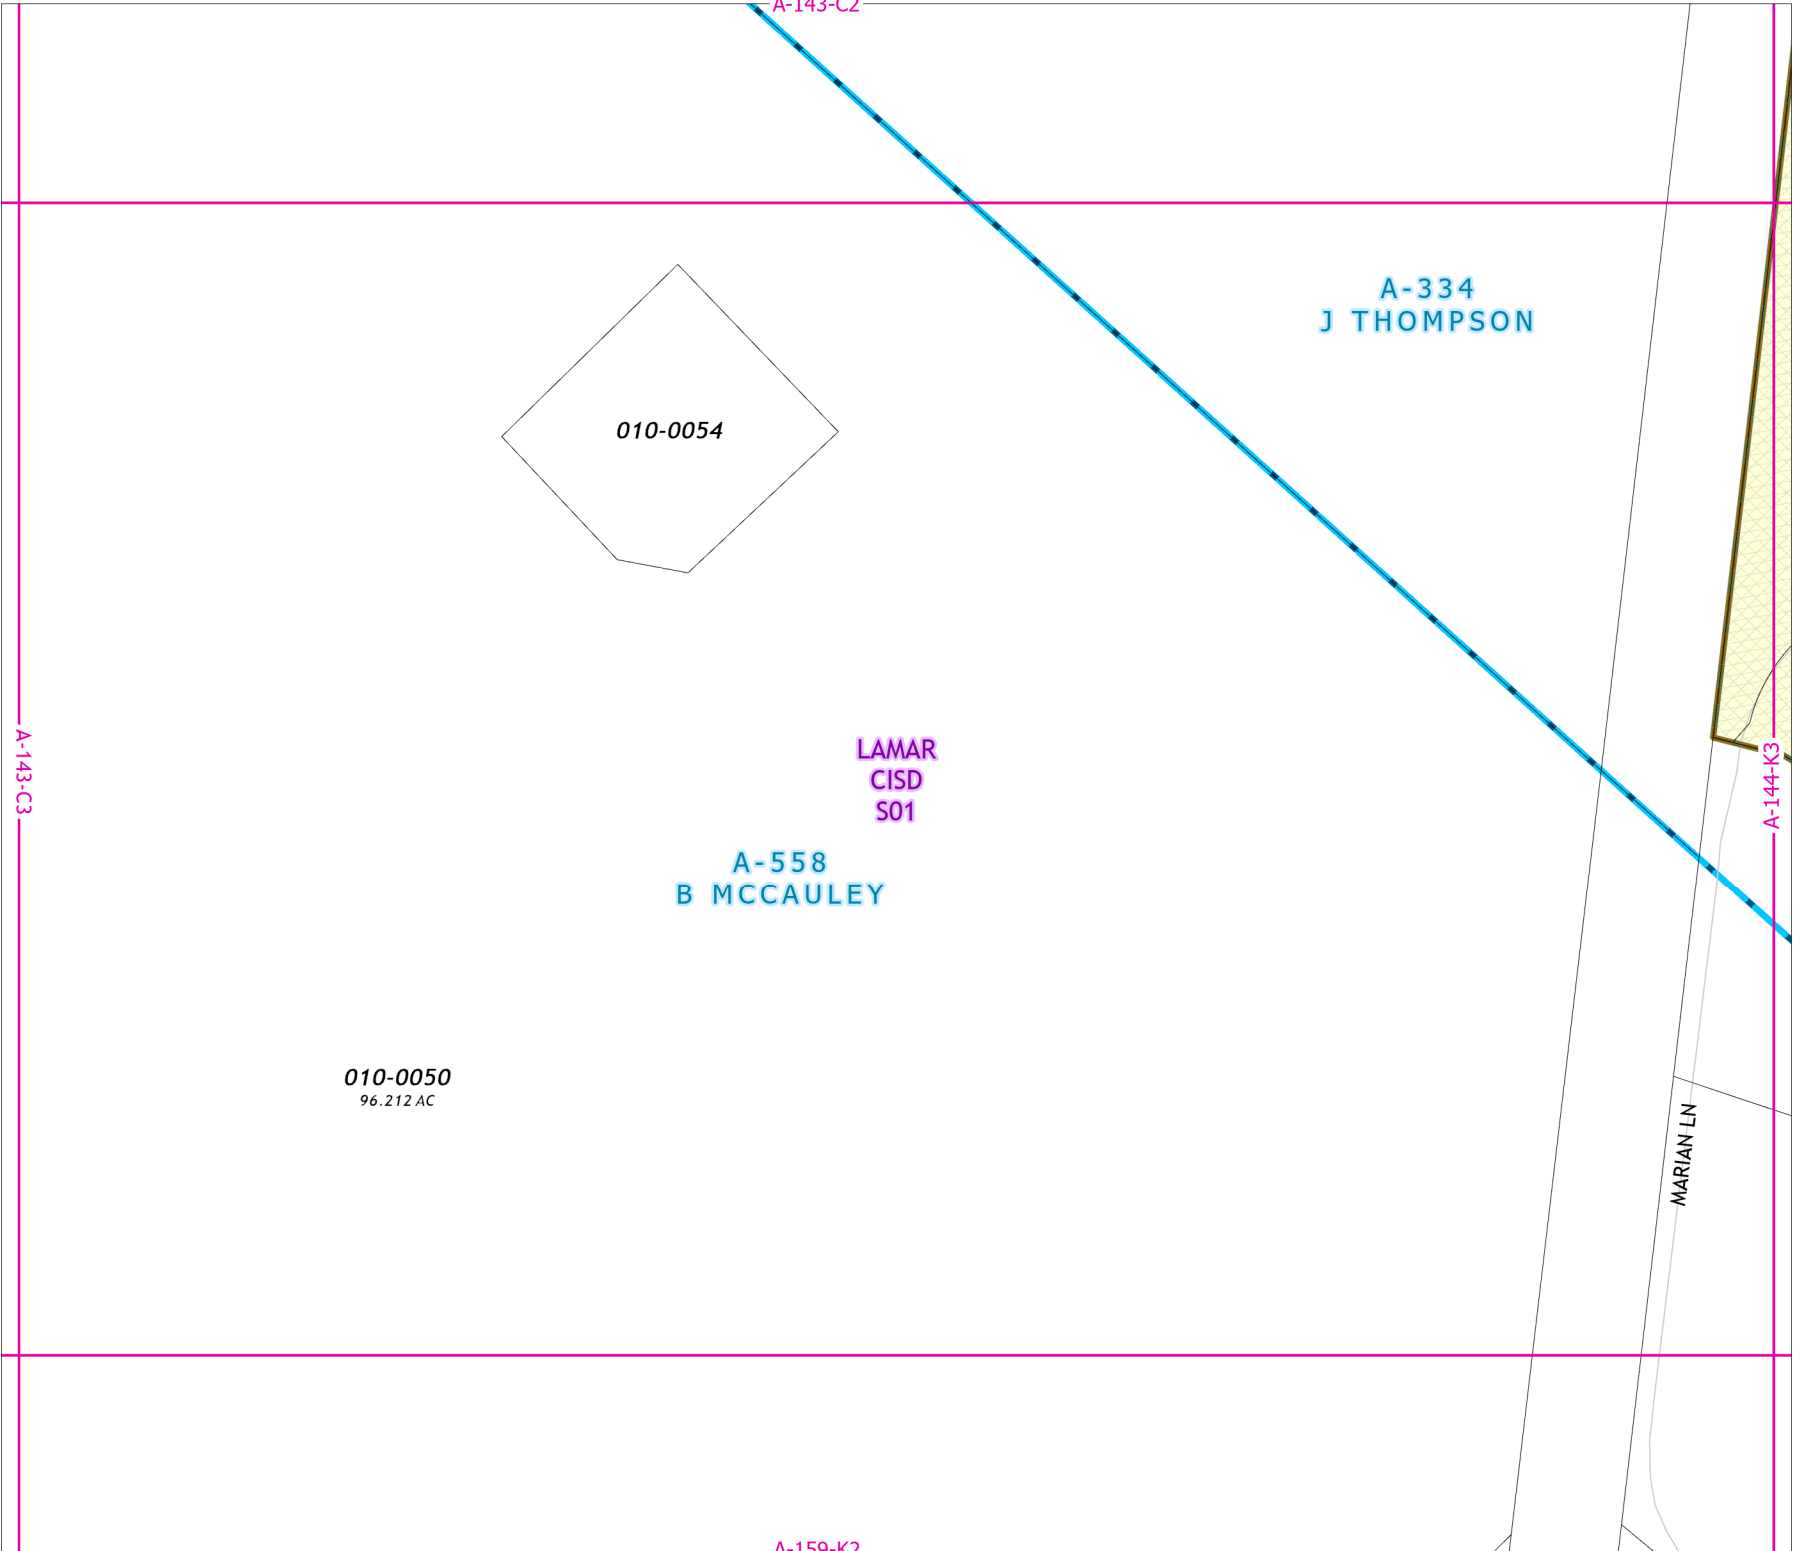 A-143-C2
A-334
J THOMPSON
010-0054
A-143-C3
LAMAR
CISD
S01
A-144-K3
A-558
B MCCAULEY
010-0050
96.212 AC
MARIAN LN
A-159-K2